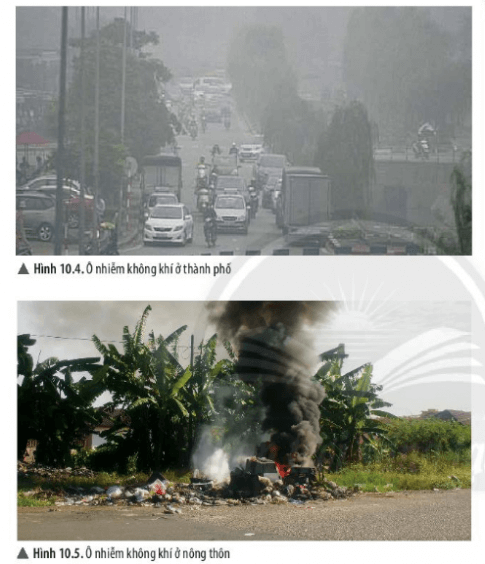 ▲ Hình 10.4. Ô nhiễm không khí ở thành phố
▲ Hình 10.5. Ô nhiễm không khí ở nông thôn